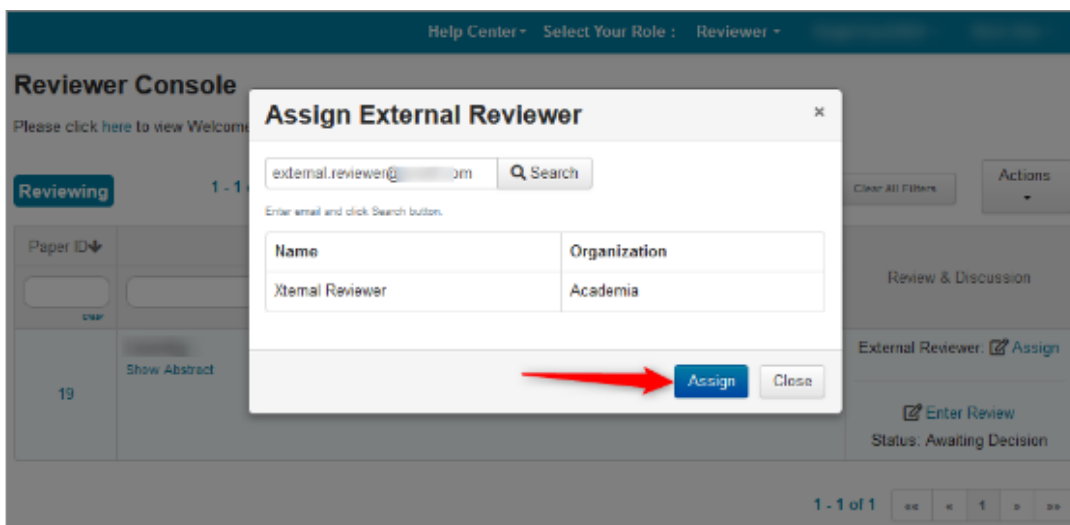 Help Center Select Your Role : Reviewer
Reviewer Console
Please click here to view Welcome
Assign External Reviewer ×
external.reviewer@ om Search
Enter email and click Search button.
Reviewing 1 - 1
Clear All Filters
Actions
Paper ID
Name Organization
Review & Discussion
Xternal Reviewer Academia
clear
External Reviewer: Assign
Show Abstract
Assign Close
19
Enter Review
Status: Awaiting Decision
1 - 1 of 1 «« « 1 » »»